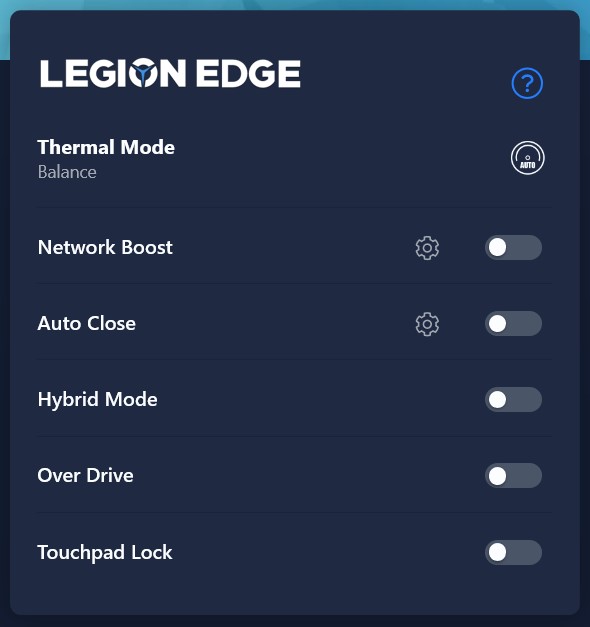 LEGION EDGE
?
Thermal Mode
Balance
AUTO
Network Boost
Auto Close
Hybrid Mode
Over Drive
Touchpad Lock